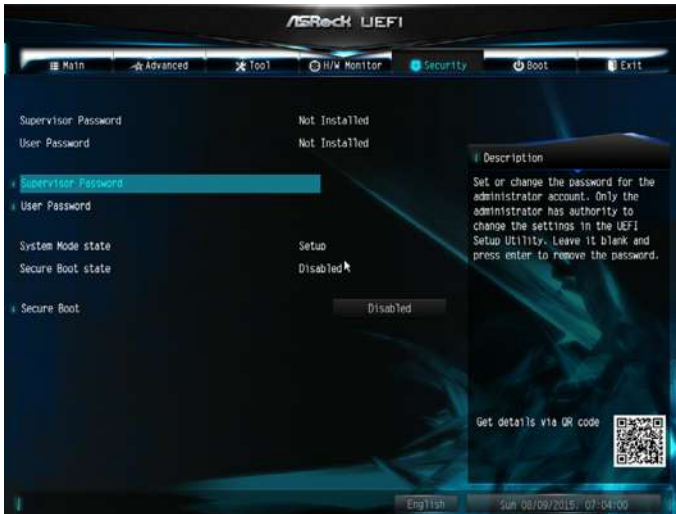 ASRock UEFI
Main Advanced Tool H/W Monitor Security Boot Exit
Supervisor Password Not Installed
User Password Not Installed
Supervisor Password
User Password
System Mode state Setup
Secure Boot state Disabled
Secure Boot Disabled
Description
Set or change the password for the
administrator account. Only the
administrator has authority to
change the settings in the UEFI
Setup Utility. Leave it blank and
press enter to remove the password.
Get details via QR code
English Sun 08/09/2015, 07:04:00